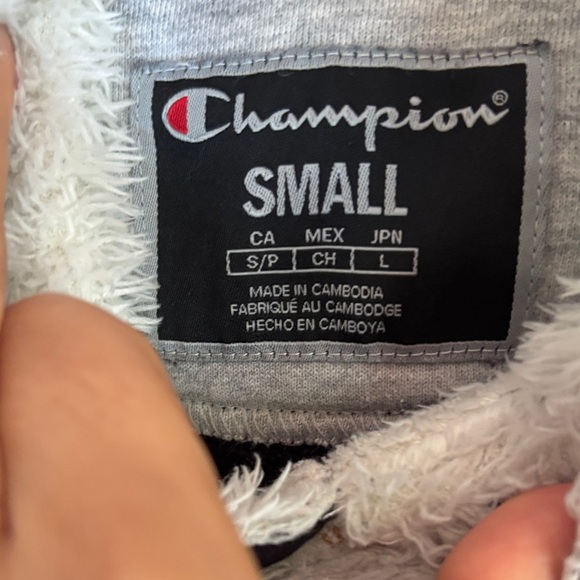 Champion®
SMALL
CA MEX JPN
S/P CH L
MADE IN CAMBODIA
FABRIQUÉ AU CAMBODGE
HECHO EN CAMBOYA